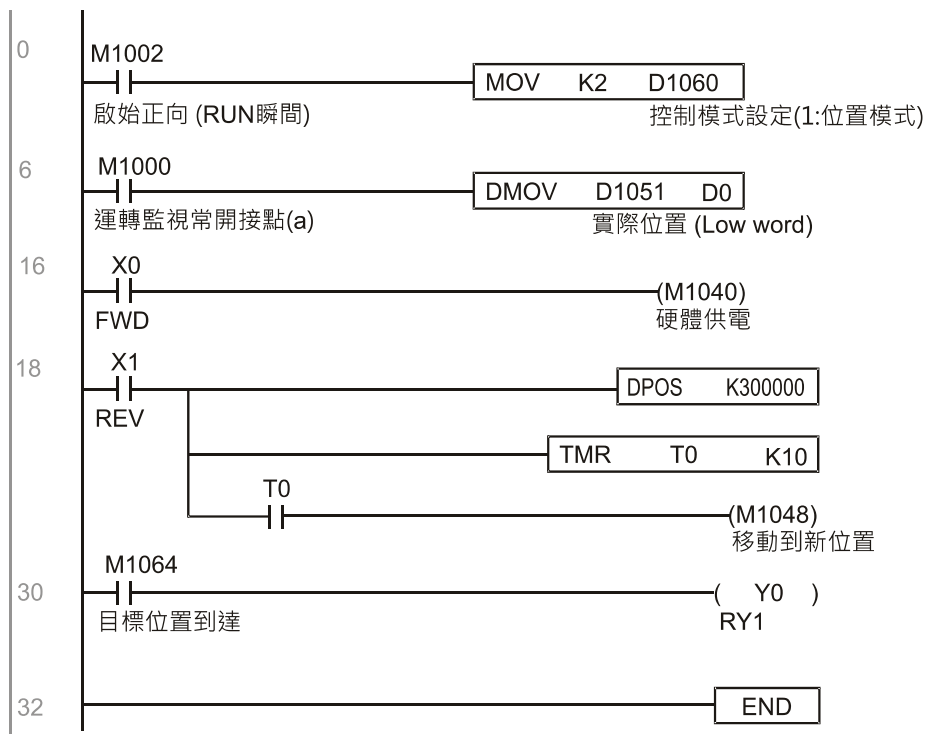 0
M1002
MOV K2 D1060
啟始正向 (RUN瞬間)
控制模式設定(1:位置模式)
6
M1000
DMOV D1051 D0
運轉監視常開接點(a)
實際位置 (Low word)
16
X0
(M1040)
FWD
硬體供電
18
X1
DPOS K300000
REV
TMR T0 K10
T0
(M1048)
移動到新位置
M1064
30
( Y0 )
目標位置到達
RY1
32
END